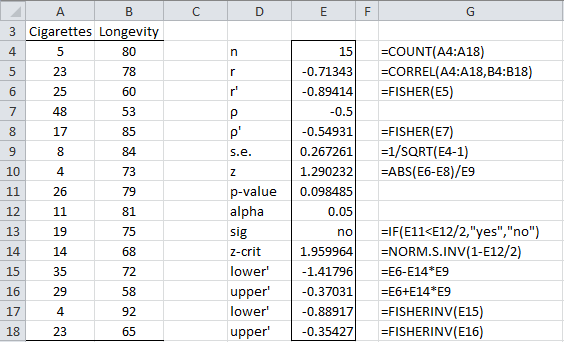 A B C D E F G
3 Cigarettes Longevity
4 5 80 n 15 =COUNT(A4:A18)
5 23 78 r -0.71343 =CORREL(A4:A18,B4:B18)
6 25 60 r' -0.89414 =FISHER(E5)
7 48 53 ρ -0.5
8 17 85 ρ' -0.54931 =FISHER(E7)
9 8 84 s.e. 0.267261 =1/SQRT(E4-1)
10 4 73 z 1.290232 =ABS(E6-E8)/E9
11 26 79 p-value 0.098485
12 11 81 alpha 0.05
13 19 75 sig no =IF(E11<E12/2,"yes","no")
14 14 68 z-crit 1.959964 =NORM.S.INV(1-E12/2)
15 35 72 lower' -1.41796 =E6-E14*E9
16 29 58 upper' -0.37031 =E6+E14*E9
17 4 92 lower' -0.88917 =FISHERINV(E15)
18 23 65 upper' -0.35427 =FISHERINV(E16)